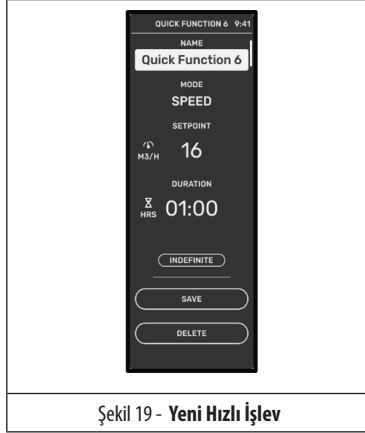 QUICK FUNCTION 6 9:41
NAME
Quick Function 6
MODE
SPEED
SETPOINT
M3/H 16
DURATION
HRS 01:00
INDEFINITE
SAVE
DELETE
Şekil 19 - Yeni Hızlı İşlev